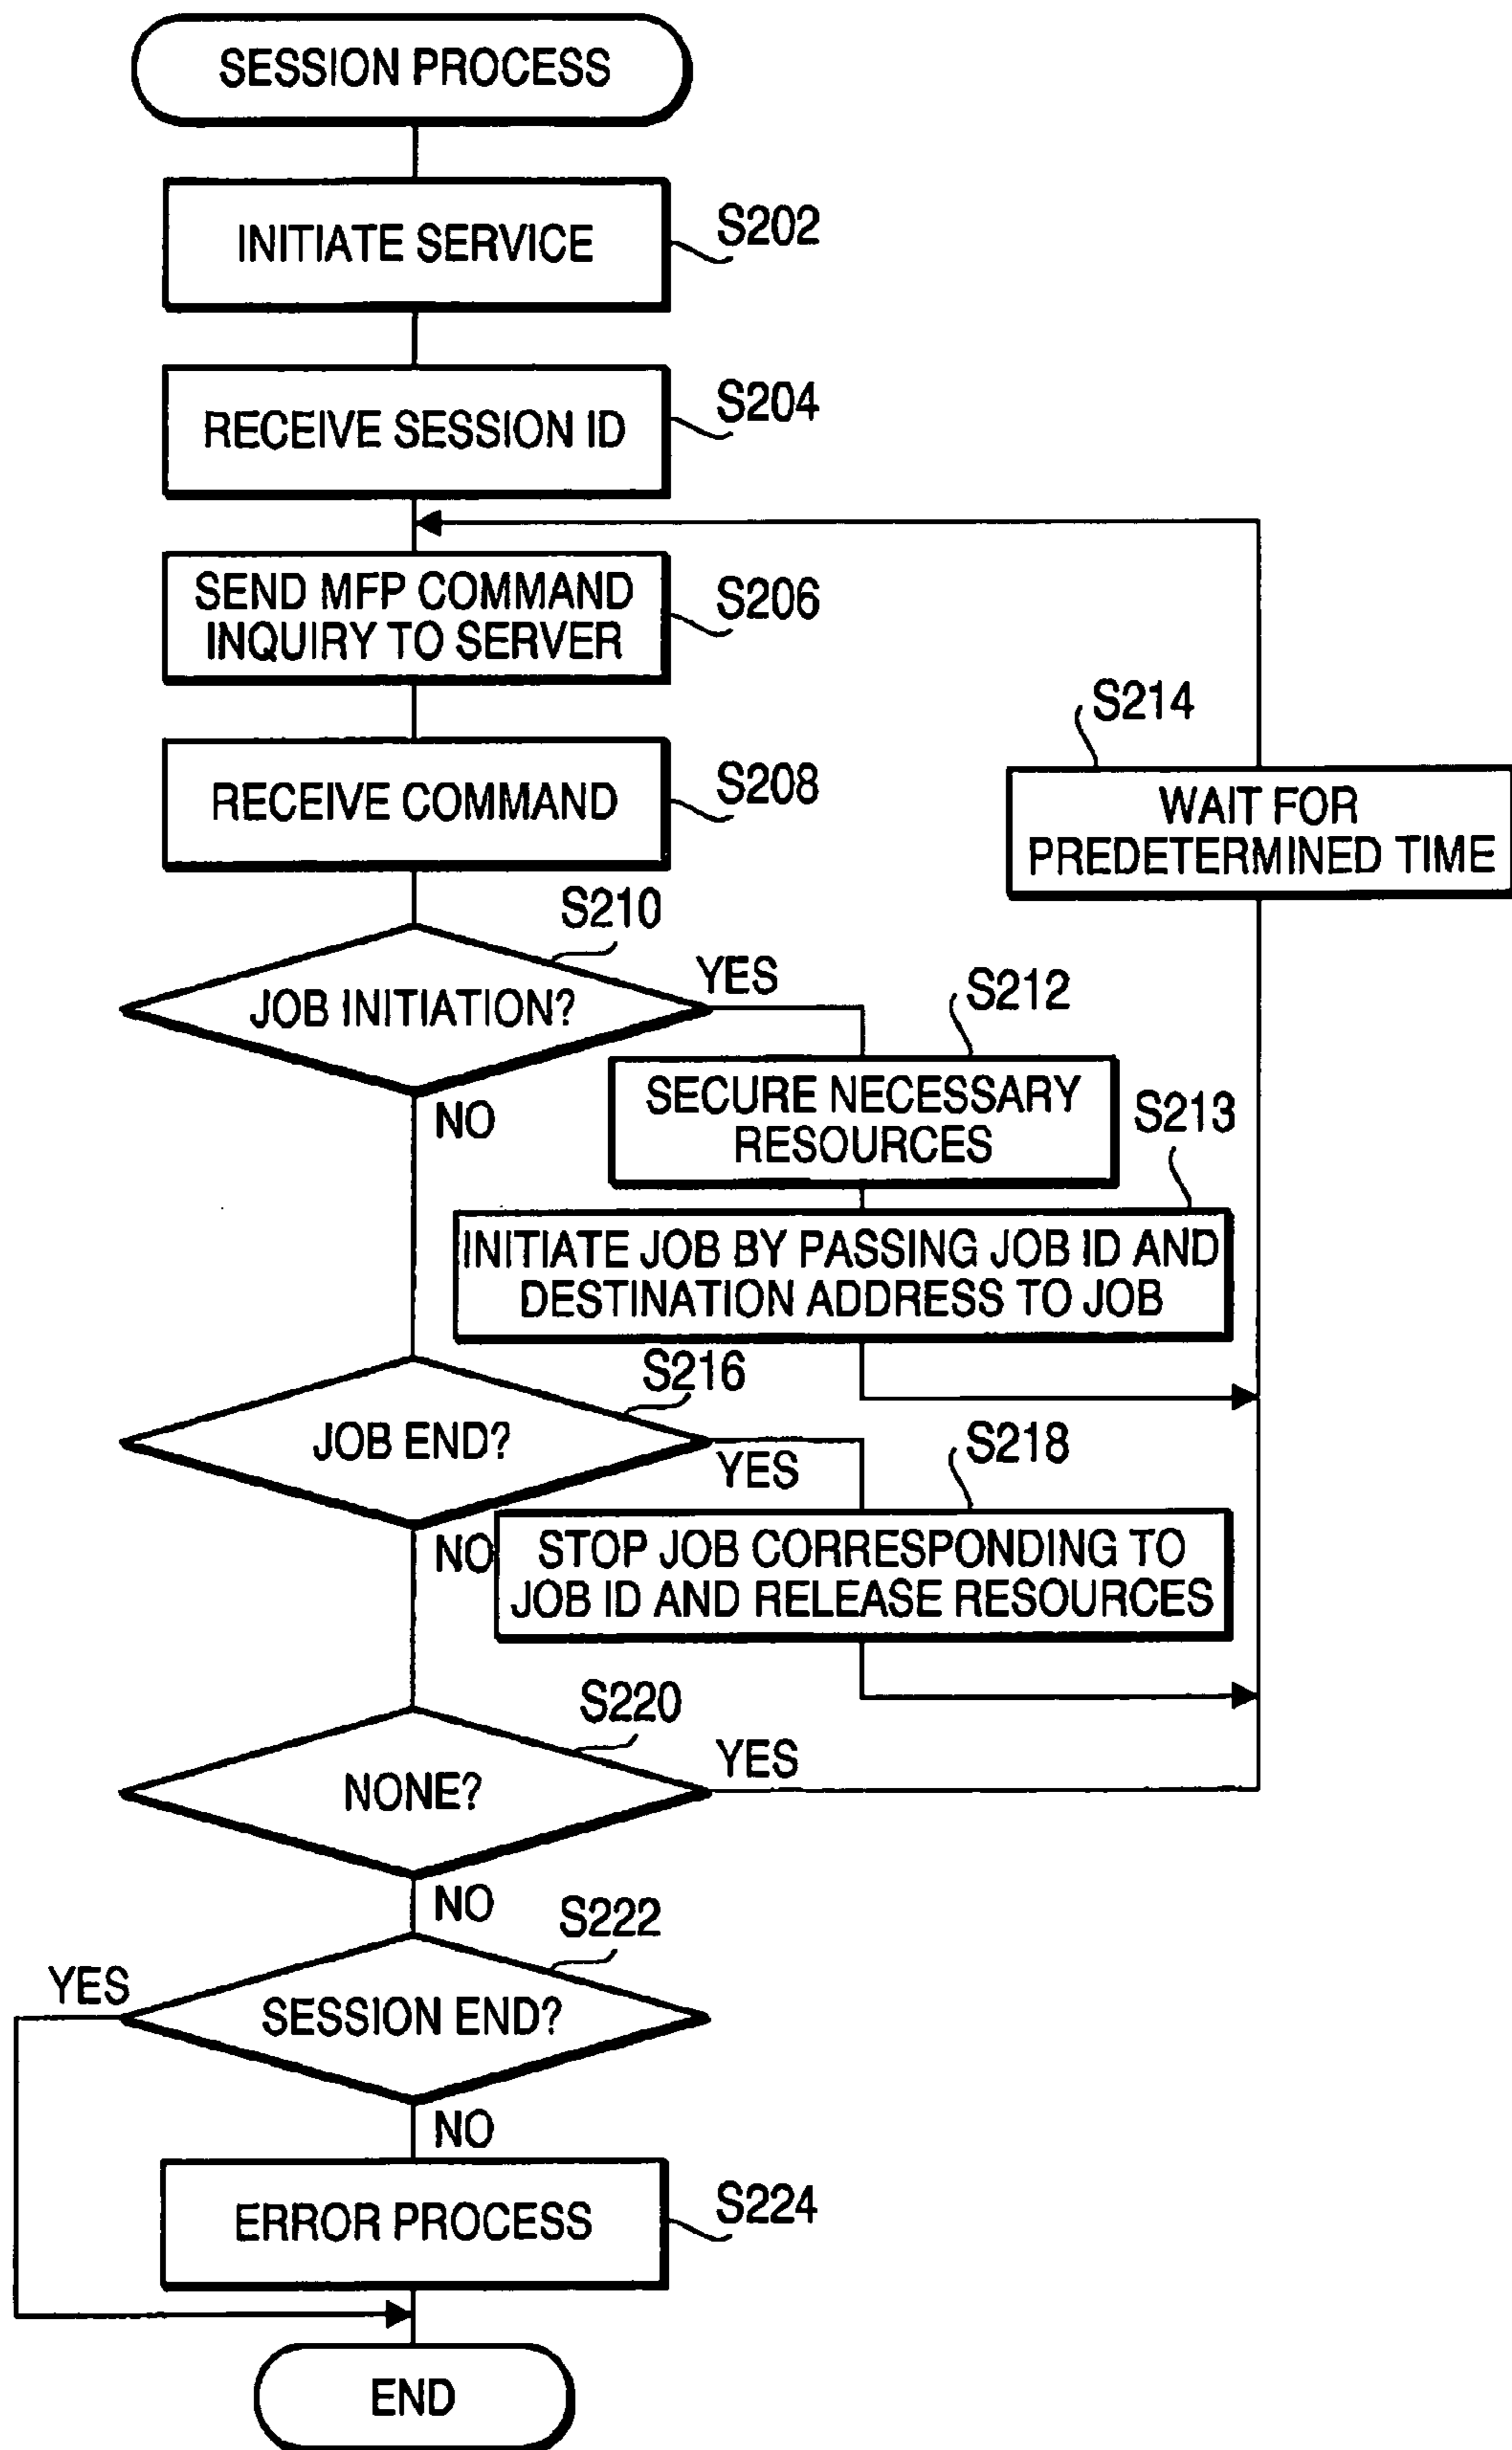 SESSION PROCESS
INITIATE SERVICE
S202
RECEIVE SESSION ID
S204
SEND MFP COMMAND
INQUIRY TO SERVER
S206
S214
WAIT FOR
PREDETERMINED TIME
RECEIVE COMMAND
S208
S210
JOB INITIATION?
YES
NO
S212
SECURE NECESSARY
RESOURCES
S213
INITIATE JOB BY PASSING JOB ID AND
DESTINATION ADDRESS TO JOB
S216
JOB END?
YES
NO
S218
STOP JOB CORRESPONDING TO
JOB ID AND RELEASE RESOURCES
S220
NONE?
YES
NO
S222
YES
SESSION END?
NO
ERROR PROCESS
S224
END